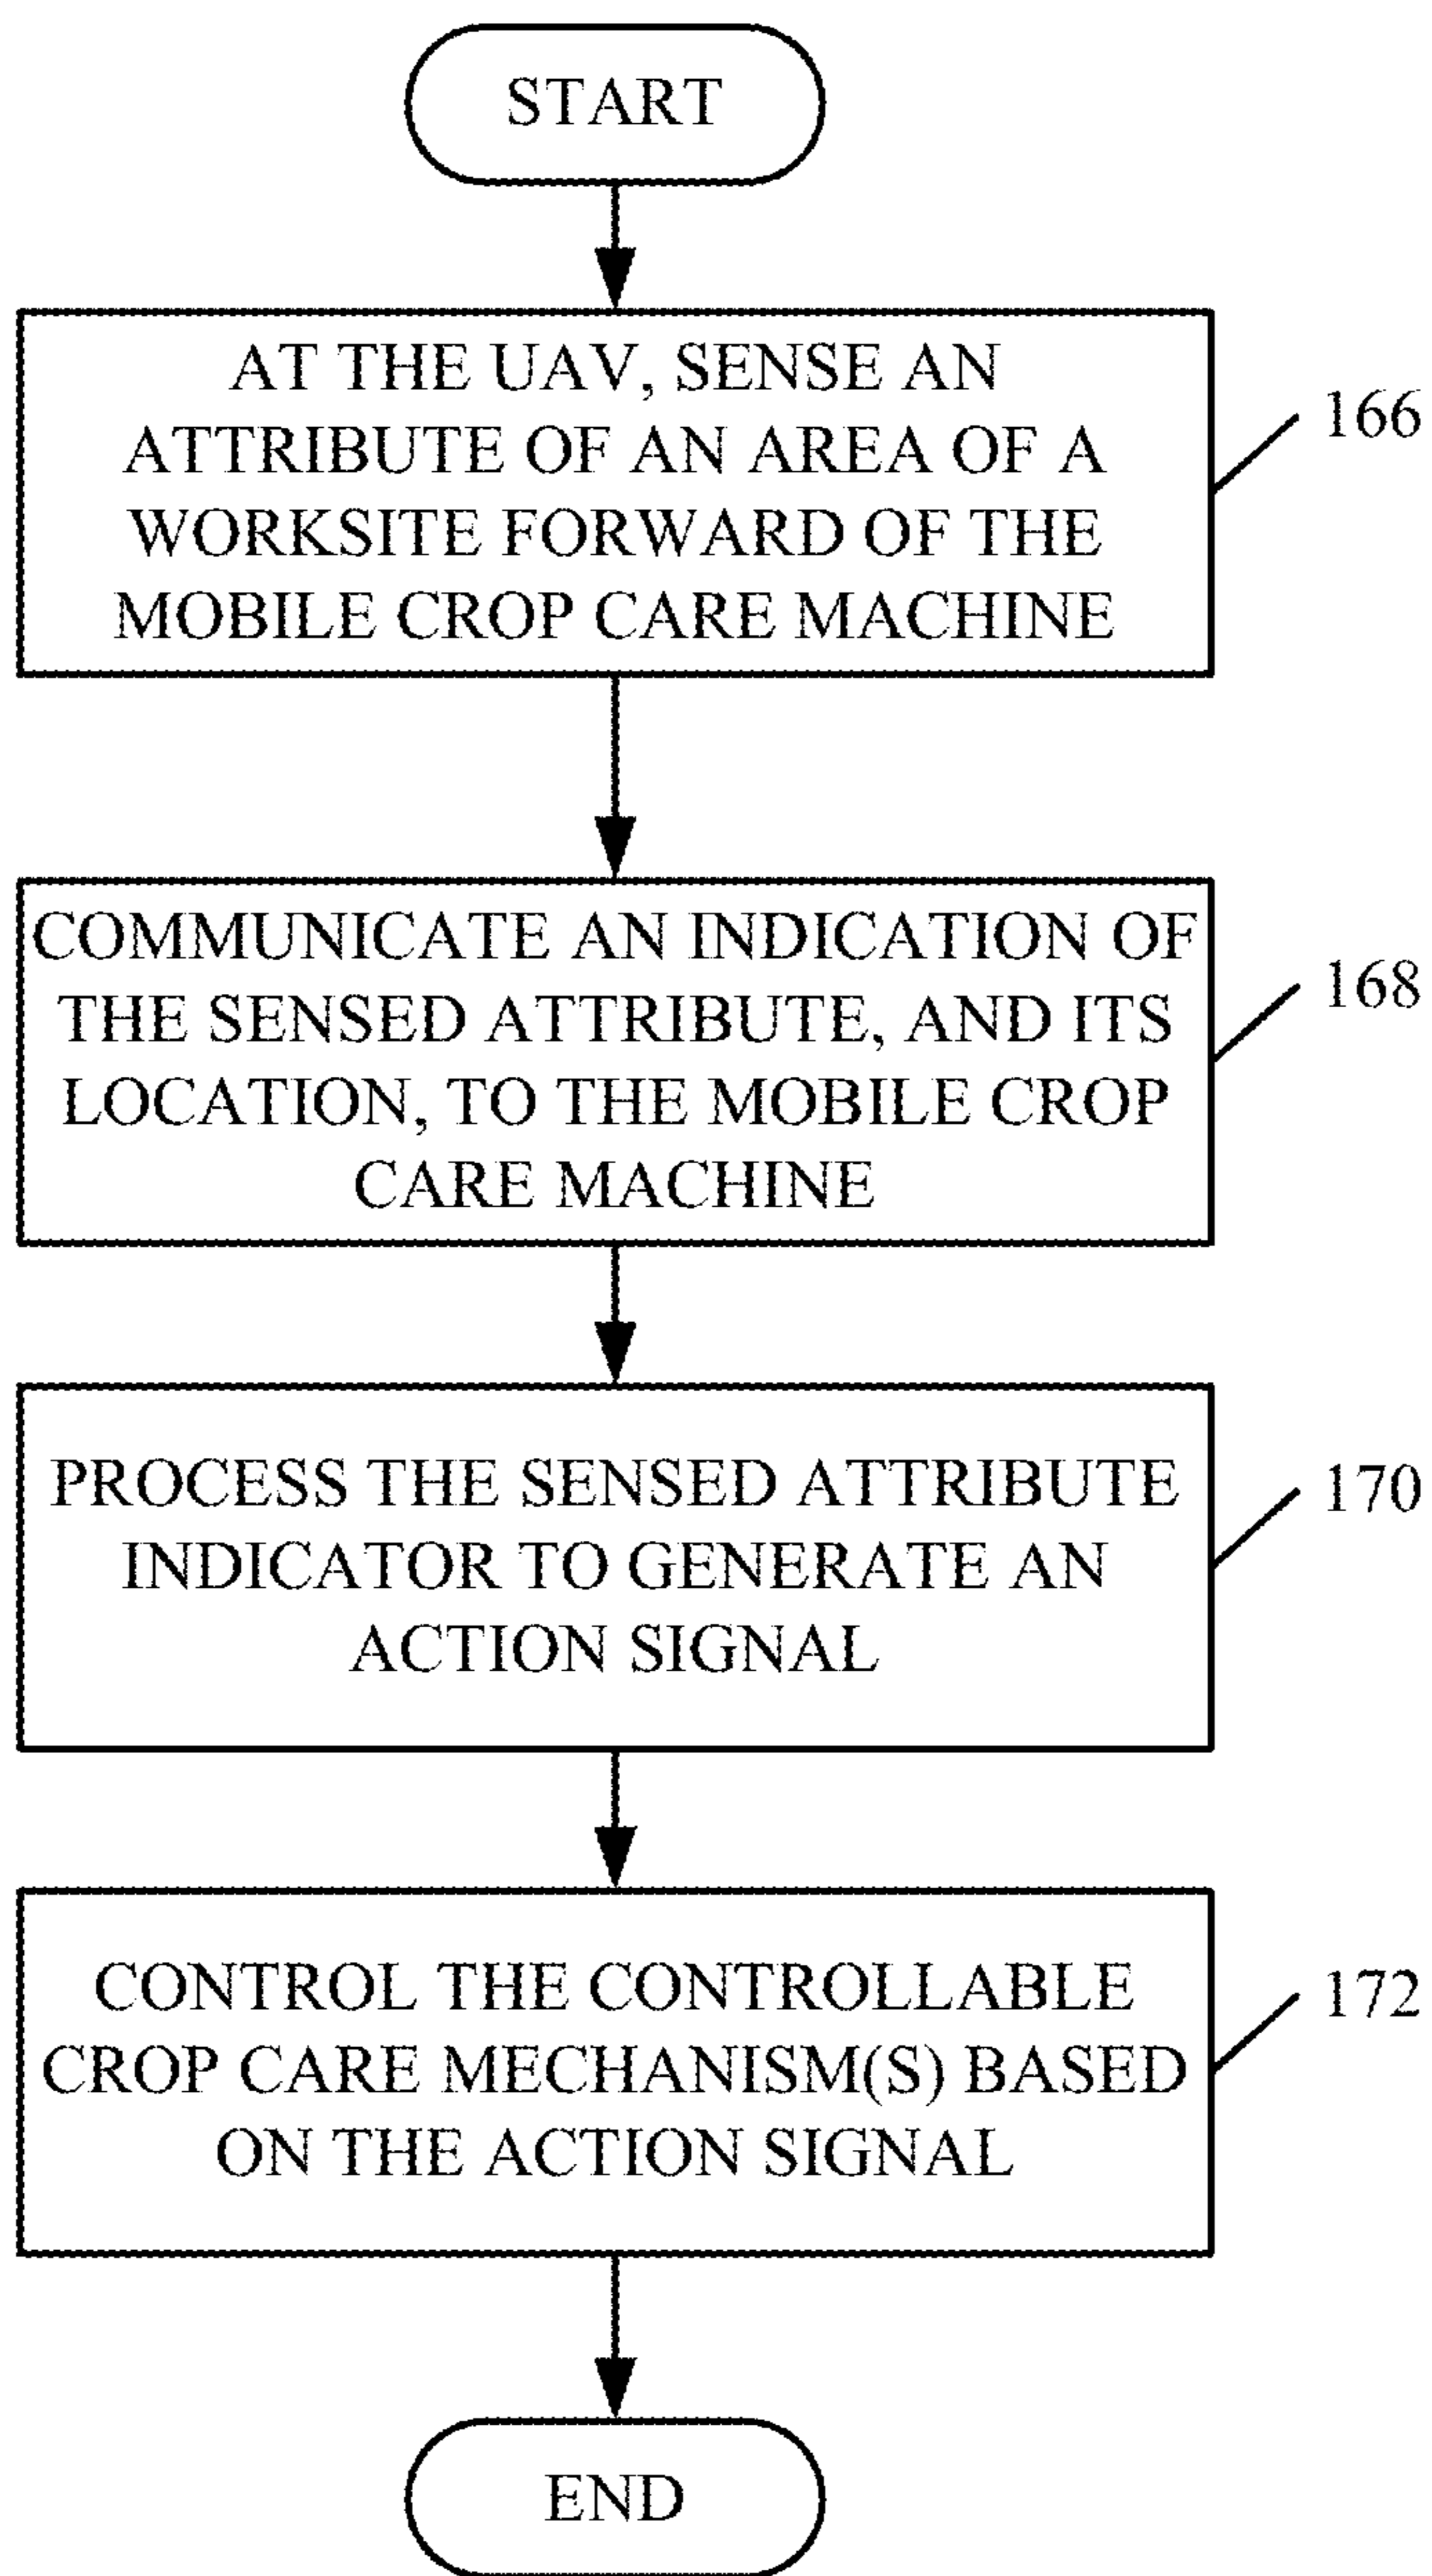 START
AT THE UAV, SENSE AN
ATTRIBUTE OF AN AREA OF A
WORKSITE FORWARD OF THE
MOBILE CROP CARE MACHINE
166
COMMUNICATE AN INDICATION OF
THE SENSED ATTRIBUTE, AND ITS
LOCATION, TO THE MOBILE CROP
CARE MACHINE
168
PROCESS THE SENSED ATTRIBUTE
INDICATOR TO GENERATE AN
ACTION SIGNAL
170
CONTROL THE CONTROLLABLE
CROP CARE MECHANISM(S) BASED
ON THE ACTION SIGNAL
172
END